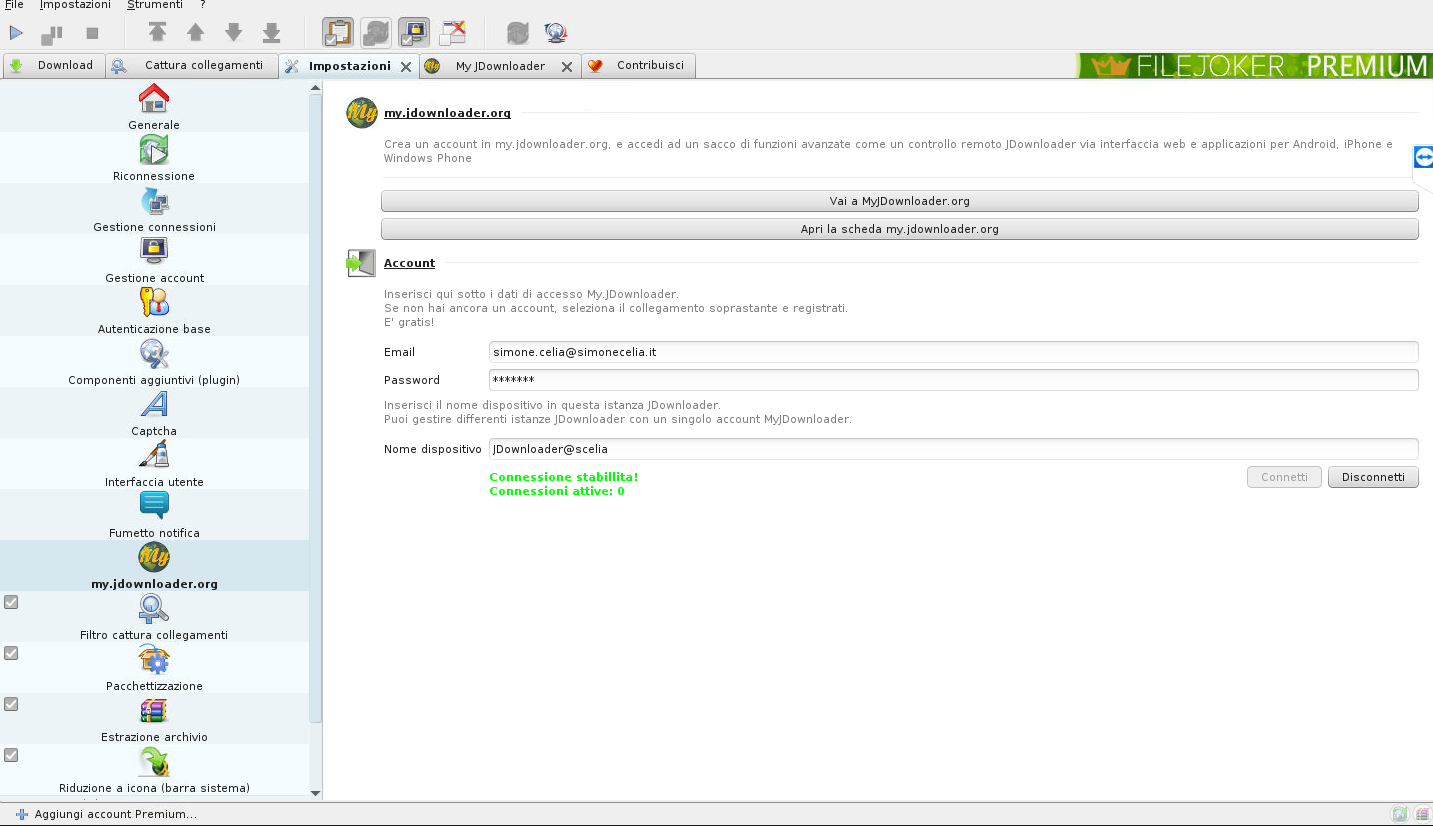 File Impostazioni Strumenti ?
Download Cattura collegamenti Impostazioni My JDownloader Contribuisci
FILEJOKER PREMIUM
Generale
Riconnessione
Gestione connessioni
Gestione account
Autenticazione base
Componenti aggiuntivi (plugin)
Captcha
Interfaccia utente
Fumetto notifica
My
my.jdownloader.org
Filtro cattura collegamenti
Pacchettizzazione
Estrazione archivio
Riduzione a icona (barra sistema)
My my.jdownloader.org
Crea un account in my.jdownloader.org, e accedi ad un sacco di funzioni avanzate come un controllo remoto JDownloader via interfaccia web e applicazioni per Android, iPhone e
Windows Phone
Vai a MyJDownloader.org
Apri la scheda my.jdownloader.org
Account
Inserisci qui sotto i dati di accesso My.JDownloader.
Se non hai ancora un account, seleziona il collegamento soprastante e registrati.
E' gratis!
Email simone.celia@simonecelia.it
Password *******
Inserisci il nome dispositivo in questa istanza JDownloader.
Puoi gestire differenti istanze JDownloader con un singolo account MyJDownloader.
Nome dispositivo JDownloader@scelia
Connessione stabillita!
Connessioni attive: 0
Connetti Disconnetti
Aggiungi account Premium...